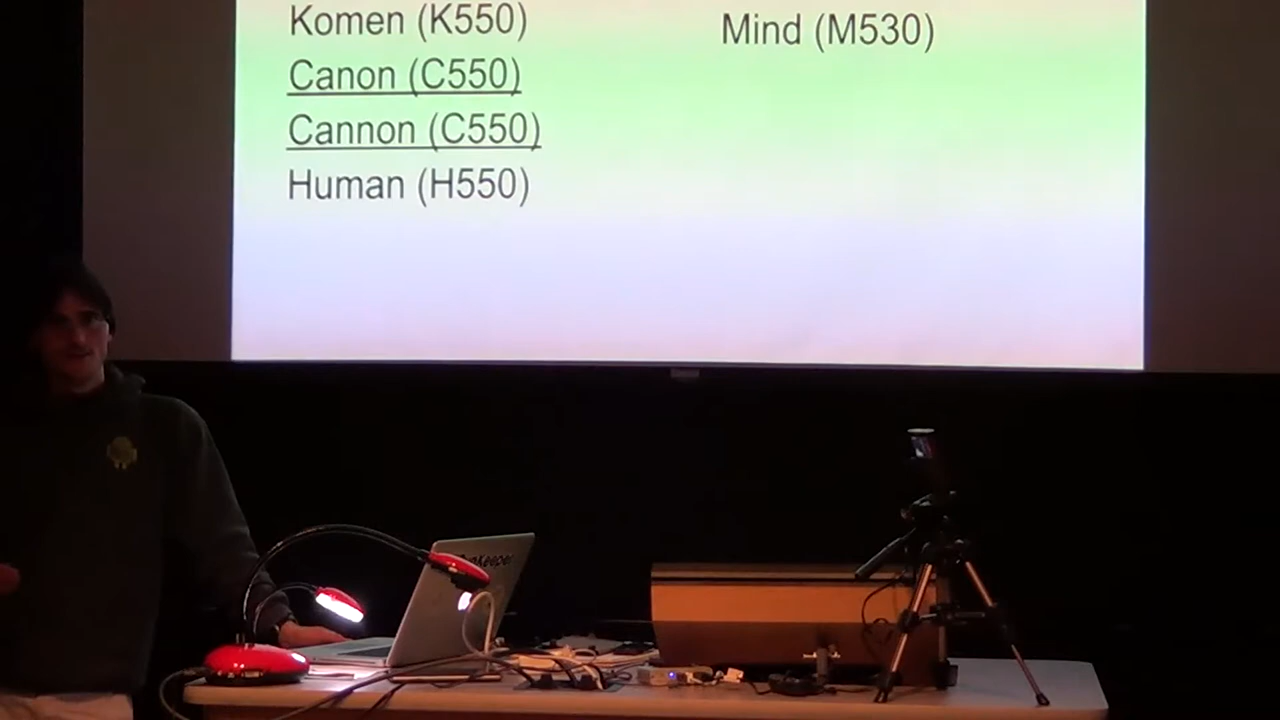 Komen (K550)
Mind (M530)
Canon (C550)
Cannon (C550)
Human (H550)